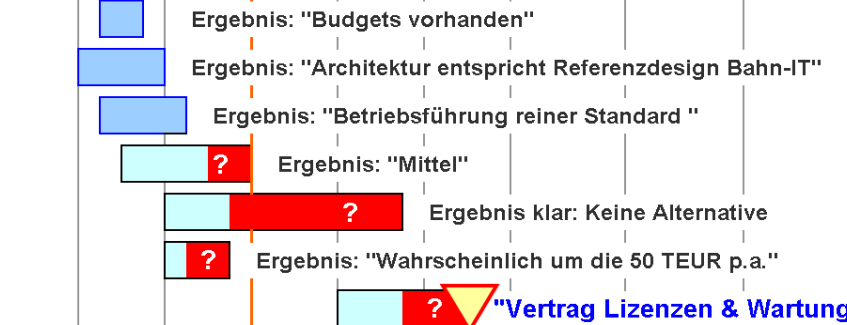 Ergebnis: "Budgets vorhanden"
Ergebnis: "Architektur entspricht Referenzdesign Bahn-IT"
Ergebnis: "Betriebsführung reiner Standard "
? Ergebnis: "Mittel"
? Ergebnis klar: Keine Alternative
? Ergebnis: "Wahrscheinlich um die 50 TEUR p.a."
? "Vertrag Lizenzen & Wartung